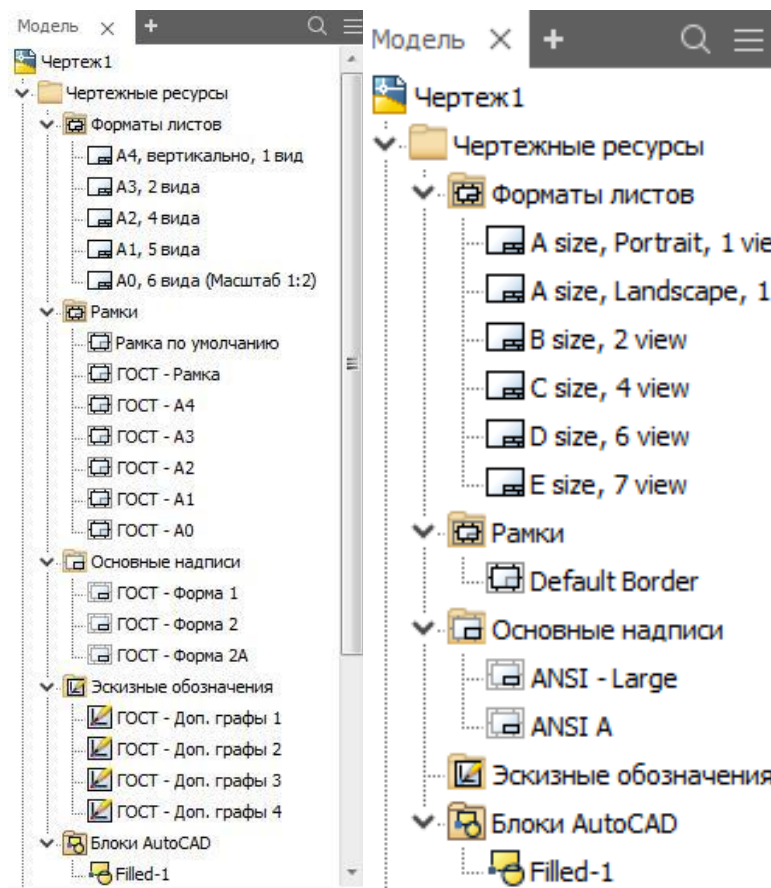 Модель
Чертеж1
Чертежные ресурсы
Форматы листов
А4, вертикально, 1 вид
А3, 2 вида
А2, 4 вида
А1, 5 вида
А0, 6 вида (Масштаб 1:2)
Рамки
Рамка по умолчанию
ГОСТ - Рамка
ГОСТ - А4
ГОСТ - А3
ГОСТ - А2
ГОСТ - А1
ГОСТ - А0
Основные надписи
ГОСТ - Форма 1
ГОСТ - Форма 2
ГОСТ - Форма 2А
Эскизные обозначения
ГОСТ - Доп. графы 1
ГОСТ - Доп. графы 2
ГОСТ - Доп. графы 3
ГОСТ - Доп. графы 4
Блоки AutoCAD
Filled-1
Модель
Чертеж1
Чертежные ресурсы
Форматы листов
A size, Portrait, 1 vie
A size, Landscape, 1
B size, 2 view
C size, 4 view
D size, 6 view
E size, 7 view
Рамки
Default Border
Основные надписи
ANSI - Large
ANSI A
Эскизные обозначения
Блоки AutoCAD
Filled-1